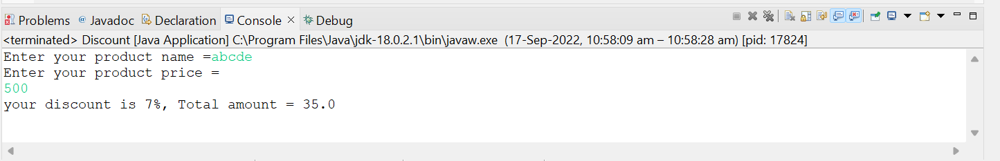 Problems @ Javadoc Declaration Console × Debug
<terminated> Discount [Java Application] C:\Program Files\Java\jdk-18.0.2.1\bin\javaw.exe (17-Sep-2022, 10:58:09 am – 10:58:28 am) [pid: 17824]
Enter your product name =abcde
Enter your product price =
500
your discount is 7%, Total amount = 35.0